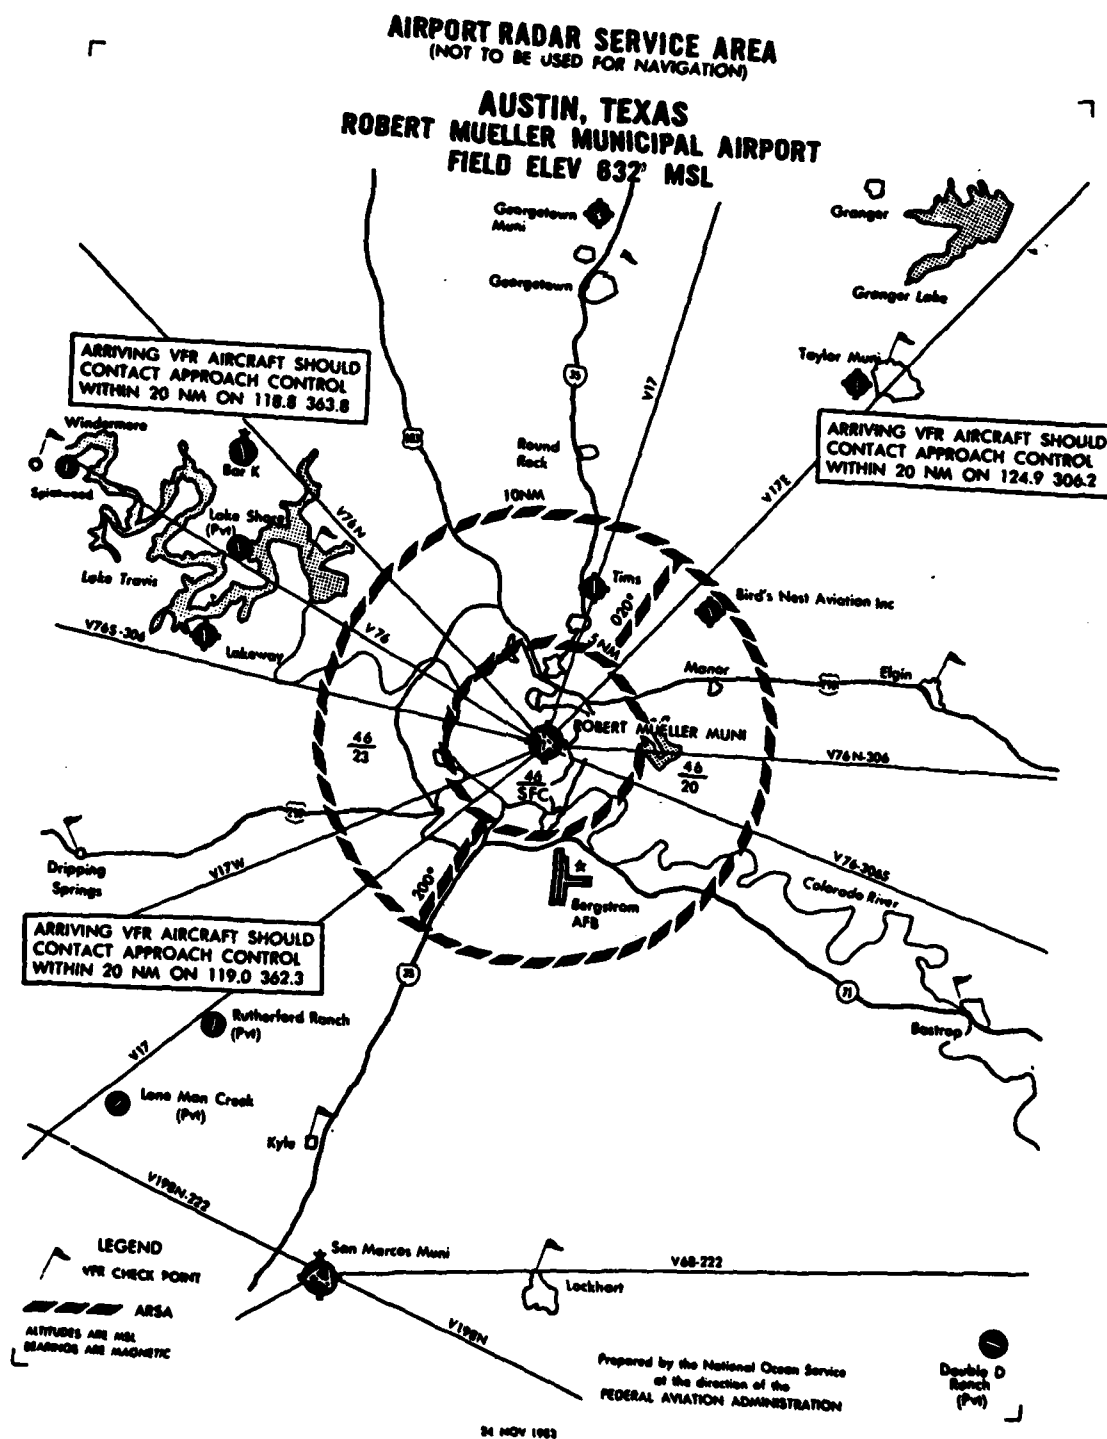 AIRPORT RADAR SERVICE AREA
(NOT TO BE USED FOR NAVIGATION)
AUSTIN, TEXAS
ROBERT MUELLER MUNICIPAL AIRPORT
FIELD ELEV 632' MSL
Georgetown
Muni
Granger
Georgetown
Granger Lake
ARRIVING VFR AIRCRAFT SHOULD
CONTACT APPROACH CONTROL
WITHIN 20 NM ON 118.8 363.8
Taylor Muni
35
V17
Windermere
Bar K
Spicewood
183
Round
Rock
ARRIVING VFR AIRCRAFT SHOULD
CONTACT APPROACH CONTROL
WITHIN 20 NM ON 124.9 306.2
V17E
10NM
Lake Shore
(Pvt)
V76N
Lake Travis
Tims
020°
Bird's Nest Aviation Inc
V76S-306
V76
Lakeway
5NM
Manor
Elgin
ROBERT MUELLER MUNI
46
23
46
SFC
46
20
V76N-306
Dripping
Springs
V17W
200°
Bergstrom
AFB
V76-306S
Colorado River
ARRIVING VFR AIRCRAFT SHOULD
CONTACT APPROACH CONTROL
WITHIN 20 NM ON 119.0 362.3
35
71
Bastrop
Rutherford Ranch
(Pvt)
V17
Lone Man Creek
(Pvt)
Kyle
V198N-222
LEGEND
VFR CHECK POINT
ARSA
ALTITUDES ARE MSL
BEARINGS ARE MAGNETIC
San Marcos Muni
V68-222
Lockhart
V198N
Prepared by the National Ocean Service
at the direction of the
FEDERAL AVIATION ADMINISTRATION
Double D
Ranch
(Pvt)
24 NOV 1983